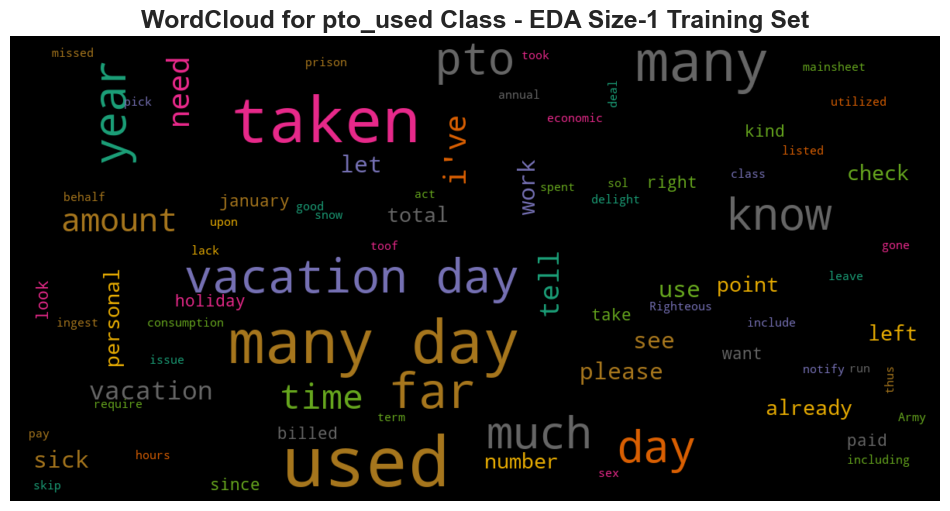 WordCloud for pto_used Class - EDA Size-1 Training Set
missed
prison
pto
took
many
mainsheet
year
need
pick
annual
deal
utilized
taken
economic
i've
kind
listed
let
work
class
check
behalf
january
good
act
spent
sol
right
delight
amount
upon
snow
total
know
lack
toof
gone
vacation day
tell
leave
look
personal
holiday
use
point
Righteous
ingest
consumption
many day
take
include
left
issue
see
want
please
notify
run
thus
vacation
require
time
far
term
already
Army
pay
billed
much
day
paid
sick
hours
used
number
including
sex
skip
since